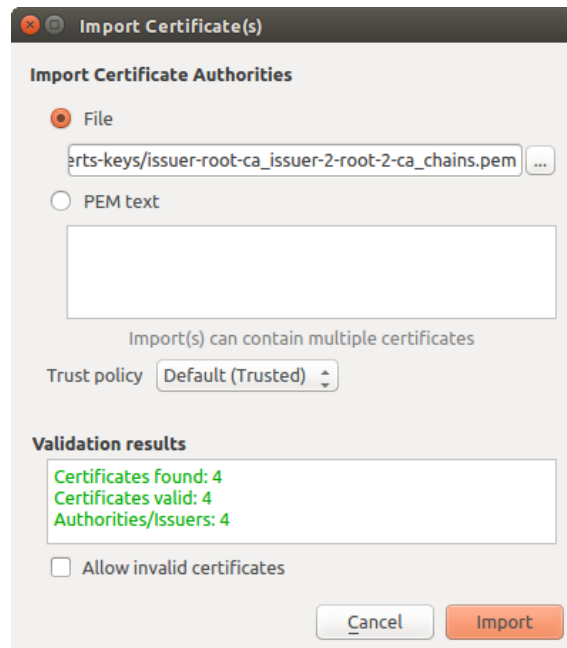 Import Certificate(s)
Import Certificate Authorities
File
erts-keys/issuer-root-ca_issuer-2-root-2-ca_chains.pem ...
PEM text
Import(s) can contain multiple certificates
Trust policy Default (Trusted)
Validation results
Certificates found: 4
Certificates valid: 4
Authorities/Issuers: 4
Allow invalid certificates
Cancel Import